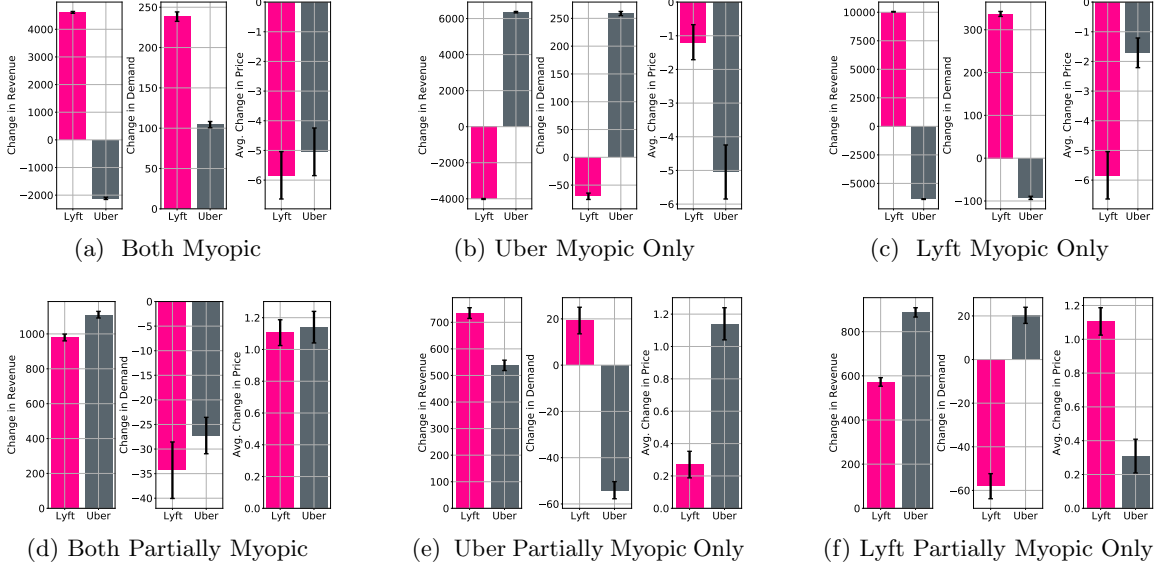 Change in Revenue
4000
3000
2000
1000
0
−1000
−2000
Lyft Uber
Change in Demand
250
200
150
100
50
0
Lyft Uber
Avg. Change in Price
0
−1
−2
−3
−4
−5
−6
Lyft Uber
(a) Both Myopic
Change in Revenue
6000
4000
2000
0
−2000
−4000
Lyft Uber
Change in Demand
250
200
150
100
50
0
−50
Lyft Uber
Avg. Change in Price
0
−1
−2
−3
−4
−5
−6
Lyft Uber
(b) Uber Myopic Only
Change in Revenue
10000
7500
5000
2500
0
−2500
−5000
Lyft Uber
Change in Demand
300
200
100
0
−100
Lyft Uber
Avg. Change in Price
0
−1
−2
−3
−4
−5
−6
Lyft Uber
(c) Lyft Myopic Only
Change in Revenue
1000
800
600
400
200
0
Lyft Uber
Change in Demand
0
−5
−10
−15
−20
−25
−30
−35
−40
Lyft Uber
Avg. Change in Price
1.2
1.0
0.8
0.6
0.4
0.2
0.0
Lyft Uber
(d) Both Partially Myopic
Change in Revenue
700
600
500
400
300
200
100
0
Lyft Uber
Change in Demand
20
0
−20
−40
−60
Lyft Uber
Avg. Change in Price
1.2
1.0
0.8
0.6
0.4
0.2
0.0
Lyft Uber
(e) Uber Partially Myopic Only
Change in Revenue
800
600
400
200
0
Lyft Uber
Change in Demand
20
0
−20
−40
−60
Lyft Uber
Avg. Change in Price
1.2
1.0
0.8
0.6
0.4
0.2
0.0
Lyft Uber
(f) Lyft Partially Myopic Only